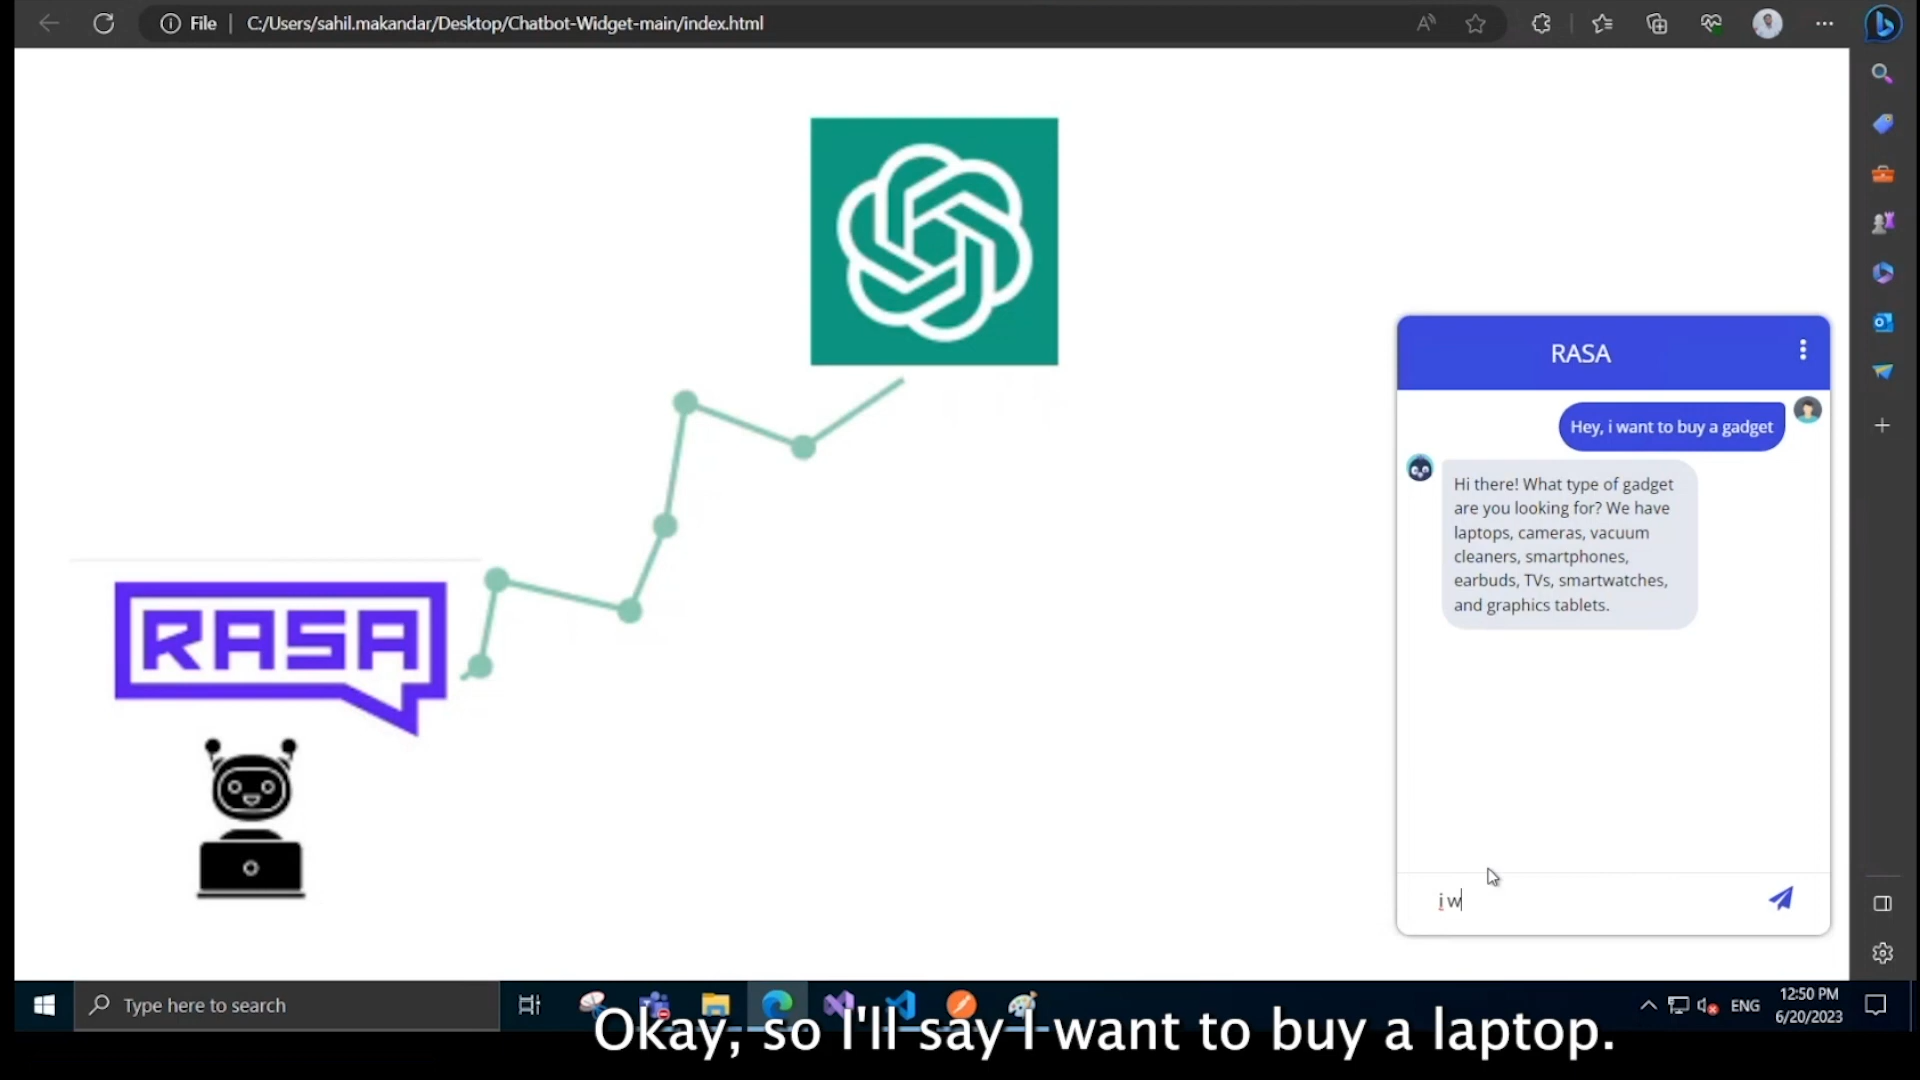 File
C:/Users/sahil.makandar/Desktop/Chatbot-Widget-main/index.html
RASA
Hey, i want to buy a gadget
Hi there! What type of gadget
are you looking for? We have
laptops, cameras, vacuum
cleaners, smartphones,
earbuds, TVs, smartwatches,
and graphics tablets.
RASA
i w
Type here to search
ENG
12:50 PM
6/20/2023
Okay, so I'll say I want to buy a laptop.